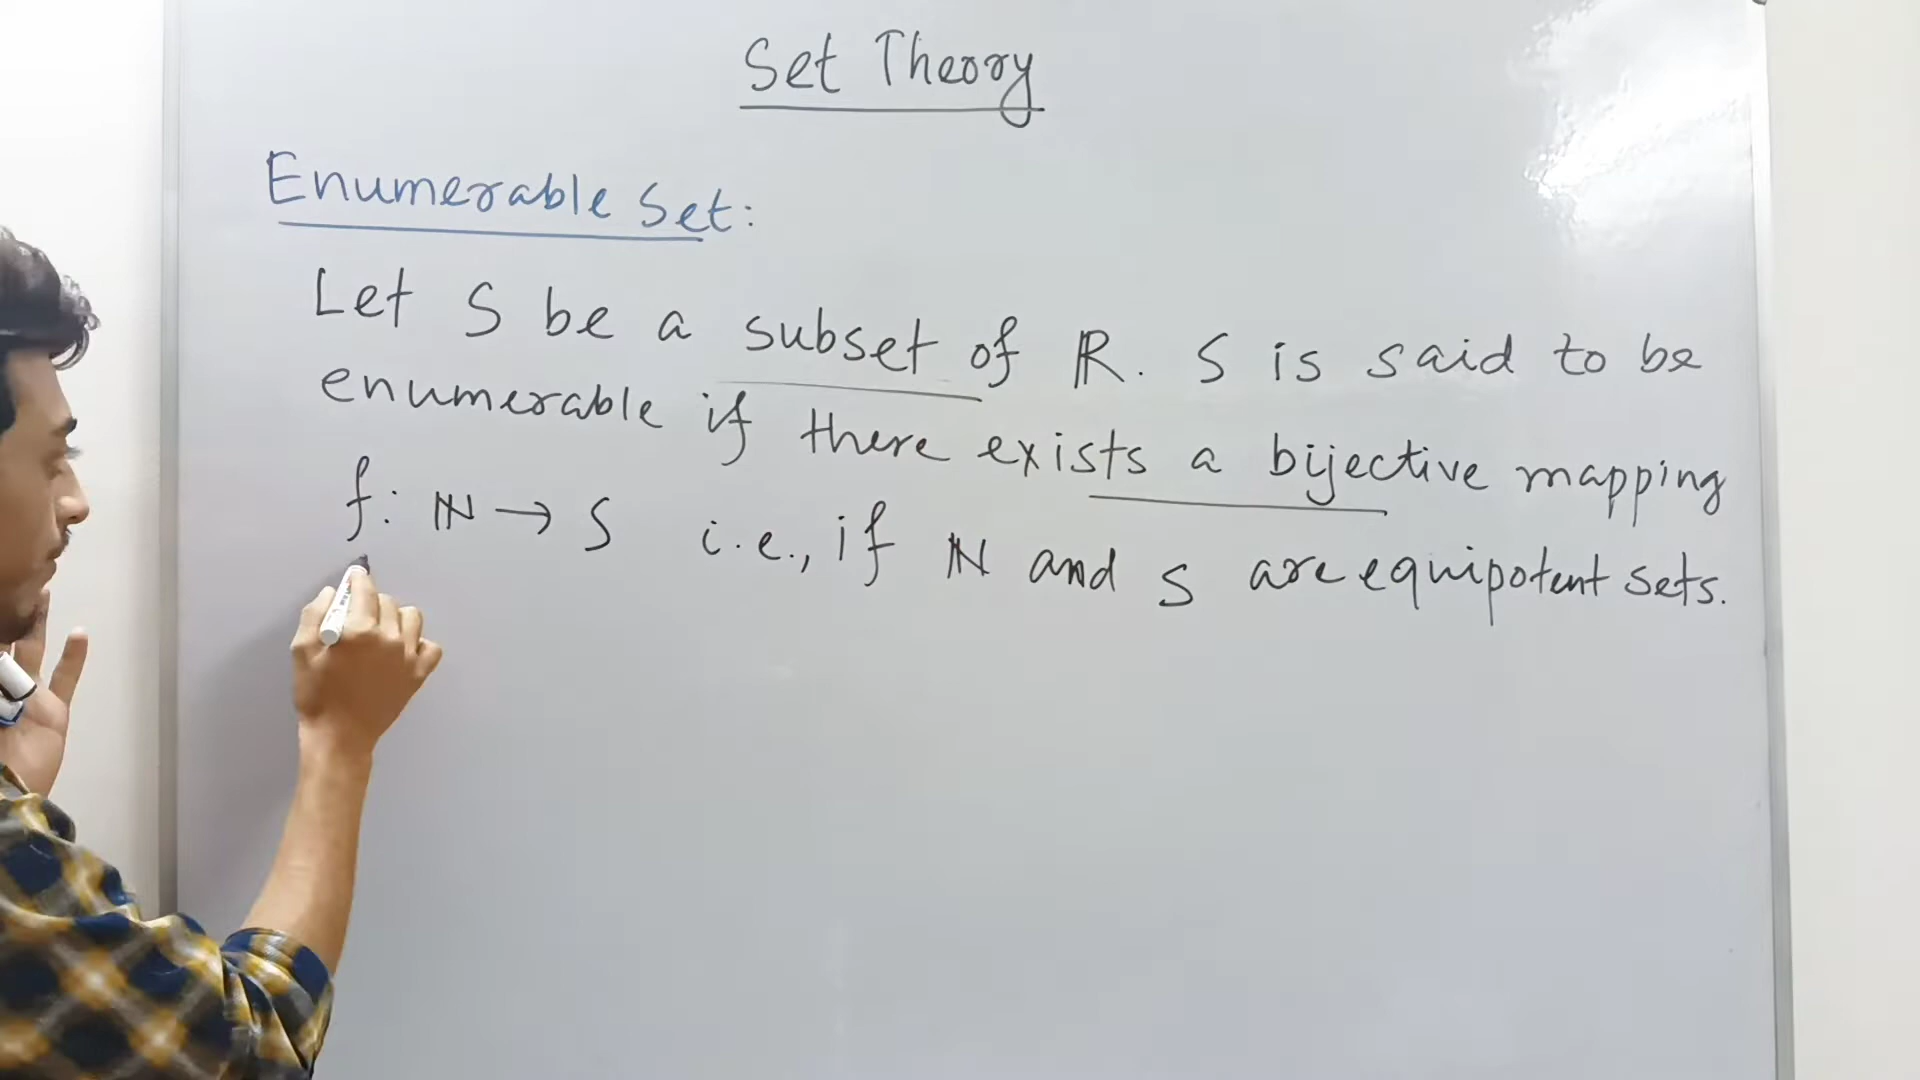 Set Theory
Enumerable Set:
Let S be a subset of ℝ. S is said to be
enumerable if there exists a bijective mapping
f: ℕ → S i.e., if ℕ and S are equipotent sets.